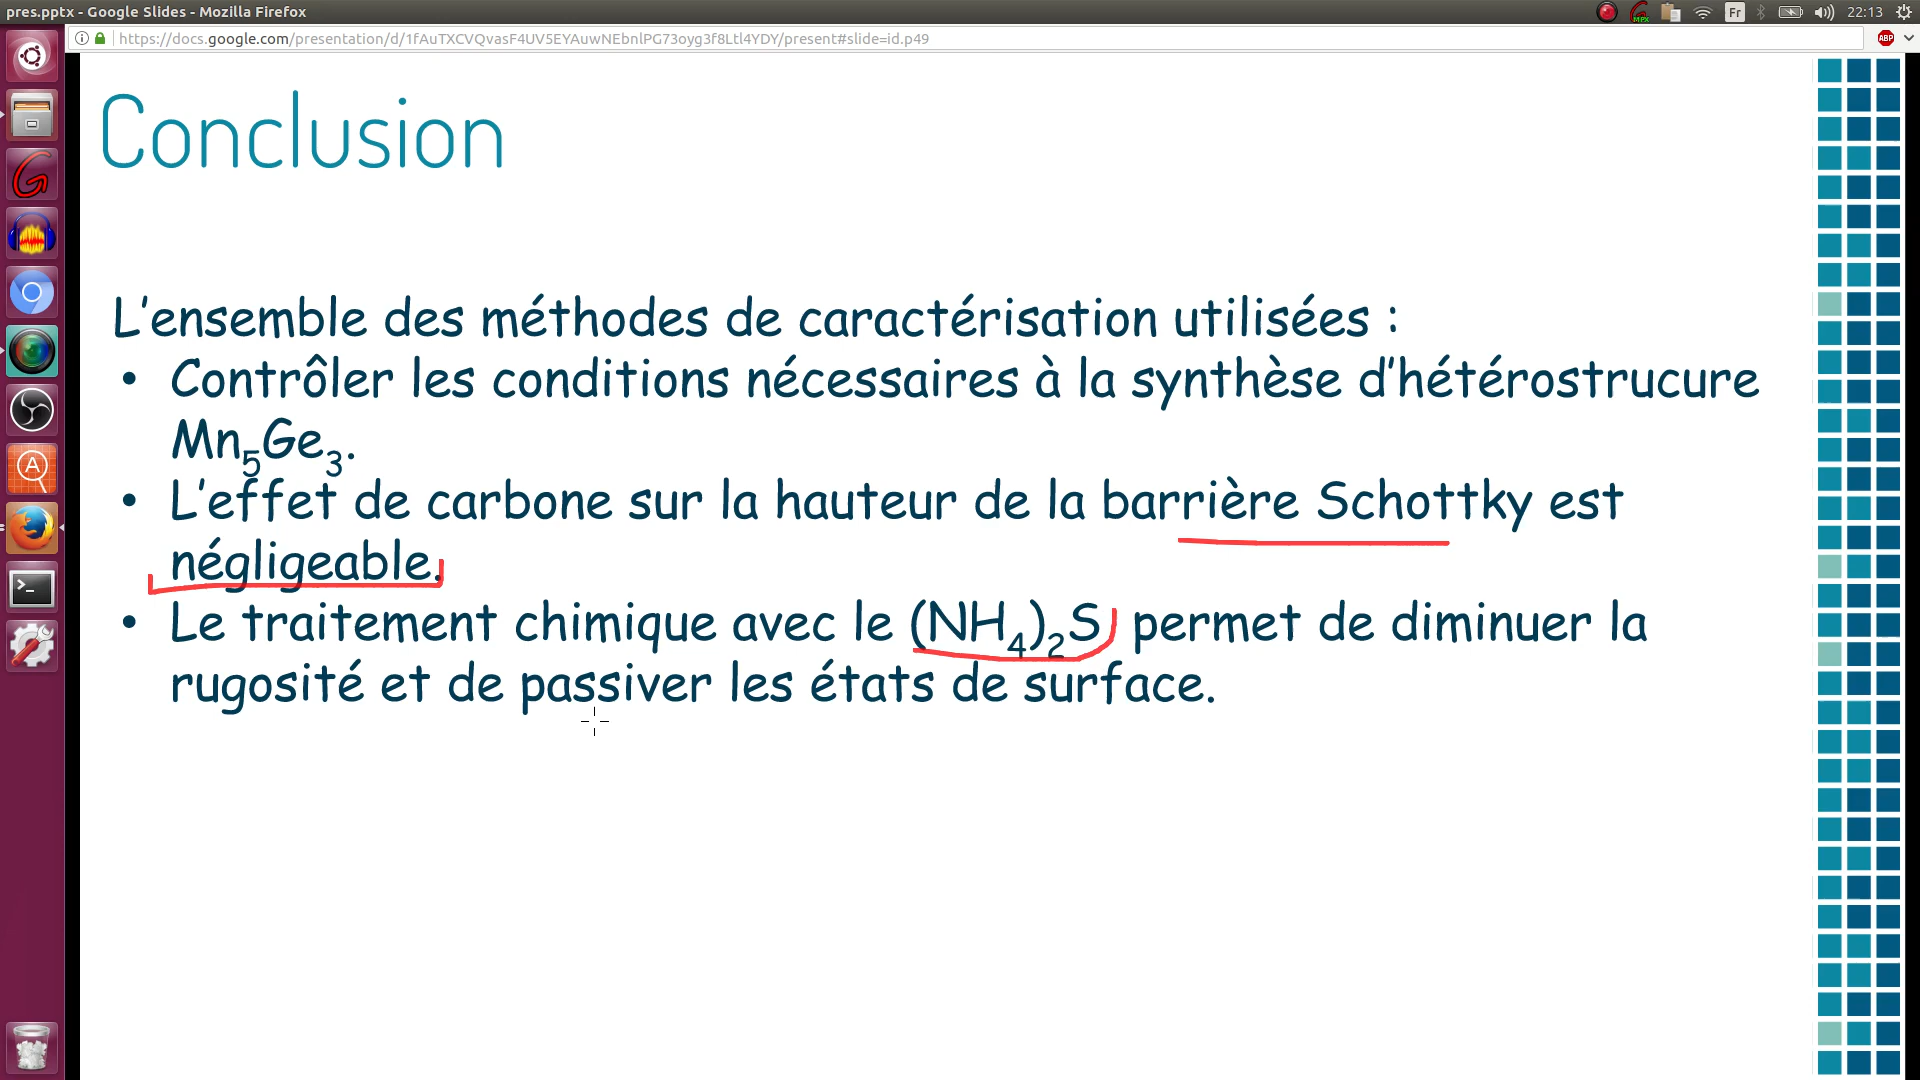 pres.pptx - Google Slides - Mozilla Firefox
Fr
22:13
https://docs.google.com/presentation/d/1fAuTXCVQvasF4UV5EYAuwNEbnlPG73oyg3f8Ltl4YDY/present#slide=id.p49
ABP
Conclusion
L'ensemble des méthodes de caractérisation utilisées :
• Contrôler les conditions nécessaires à la synthèse d'hétérostrucure
Mn₅Ge₃.
• L'effet de carbone sur la hauteur de la barrière Schottky est
négligeable.
• Le traitement chimique avec le (NH₄)₂S permet de diminuer la
rugosité et de passiver les états de surface.